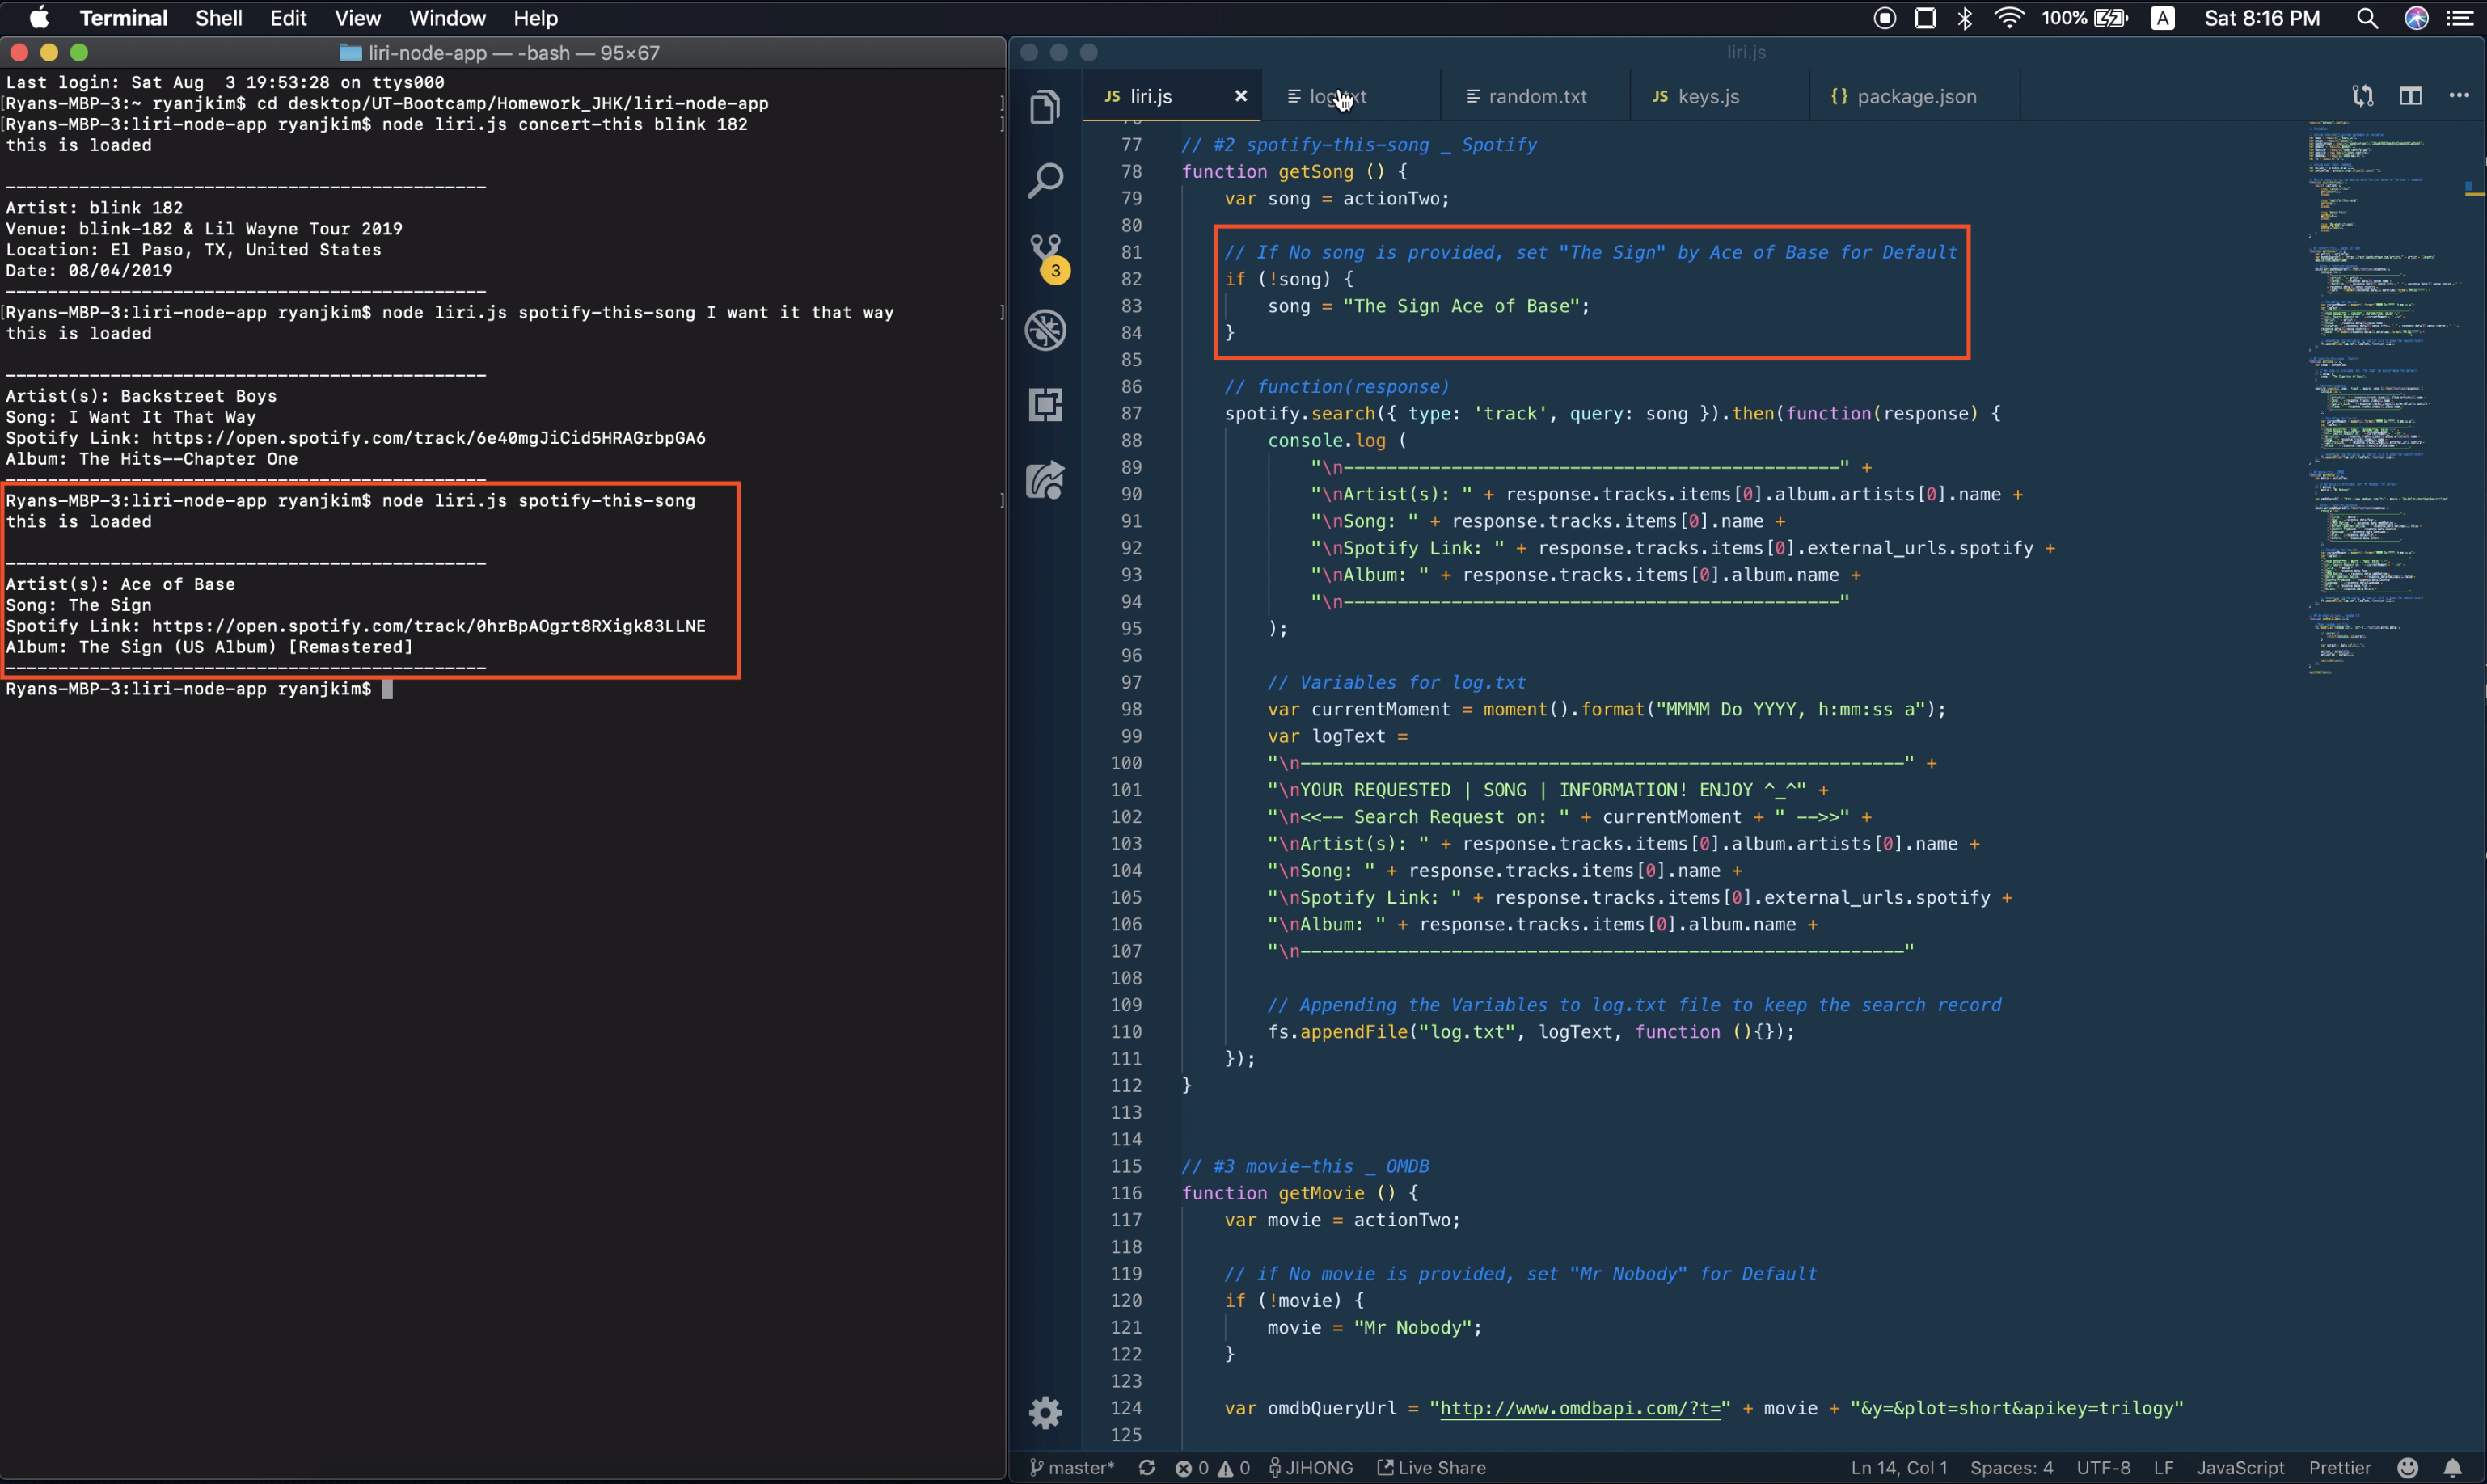 Terminal Shell Edit View Window Help 100% A Sat 8:16 PM
liri-node-app — -bash — 95×67
Last login: Sat Aug  3 19:53:28 on ttys000
[Ryans-MBP-3:~ ryanjkim$ cd desktop/UT-Bootcamp/Homework_JHK/liri-node-app ]
[Ryans-MBP-3:liri-node-app ryanjkim$ node liri.js concert-this blink 182 ]
this is loaded
----------------------------------------------
Artist: blink 182
Venue: blink-182 & Lil Wayne Tour 2019
Location: El Paso, TX, United States
Date: 08/04/2019
----------------------------------------------
[Ryans-MBP-3:liri-node-app ryanjkim$ node liri.js spotify-this-song I want it that way ]
this is loaded
----------------------------------------------
Artist(s): Backstreet Boys
Song: I Want It That Way
Spotify Link: https://open.spotify.com/track/6e40mgJiCid5HRAGrbpGA6
Album: The Hits--Chapter One
----------------------------------------------
Ryans-MBP-3:liri-node-app ryanjkim$ node liri.js spotify-this-song ]
this is loaded
----------------------------------------------
Artist(s): Ace of Base
Song: The Sign
Spotify Link: https://open.spotify.com/track/0hrBpAOgrt8RXigk83LLNE
Album: The Sign (US Album) [Remastered]
----------------------------------------------
Ryans-MBP-3:liri-node-app ryanjkim$
liri.js
JS liri.js × log.txt random.txt JS keys.js {} package.json
3
77 // #2 spotify-this-song _ Spotify
78 function getSong () {
79 var song = actionTwo;
80
81 // If No song is provided, set "The Sign" by Ace of Base for Default
82 if (!song) {
83 song = "The Sign Ace of Base";
84 }
85
86 // function(response)
87 spotify.search({ type: 'track', query: song }).then(function(response) {
88 console.log (
89 "\n----------------------------------------------" +
90 "\nArtist(s): " + response.tracks.items[0].album.artists[0].name +
91 "\nSong: " + response.tracks.items[0].name +
92 "\nSpotify Link: " + response.tracks.items[0].external_urls.spotify +
93 "\nAlbum: " + response.tracks.items[0].album.name +
94 "\n----------------------------------------------"
95 );
96
97 // Variables for log.txt
98 var currentMoment = moment().format("MMMM Do YYYY, h:mm:ss a");
99 var logText =
100 "\n--------------------------------------------------------" +
101 "\nYOUR REQUESTED | SONG | INFORMATION! ENJOY ^_^" +
102 "\n<<-- Search Request on: " + currentMoment + " -->>" +
103 "\nArtist(s): " + response.tracks.items[0].album.artists[0].name +
104 "\nSong: " + response.tracks.items[0].name +
105 "\nSpotify Link: " + response.tracks.items[0].external_urls.spotify +
106 "\nAlbum: " + response.tracks.items[0].album.name +
107 "\n--------------------------------------------------------"
108
109 // Appending the Variables to log.txt file to keep the search record
110 fs.appendFile("log.txt", logText, function (){});
111 });
112 }
113
114
115 // #3 movie-this _ OMDB
116 function getMovie () {
117 var movie = actionTwo;
118
119 // if No movie is provided, set "Mr Nobody" for Default
120 if (!movie) {
121 movie = "Mr Nobody";
122 }
123
124 var omdbQueryUrl = "http://www.omdbapi.com/?t=" + movie + "&y=&plot=short&apikey=trilogy"
125
master* 0 0 JIHONG Live Share Ln 14, Col 1 Spaces: 4 UTF-8 LF JavaScript Prettier